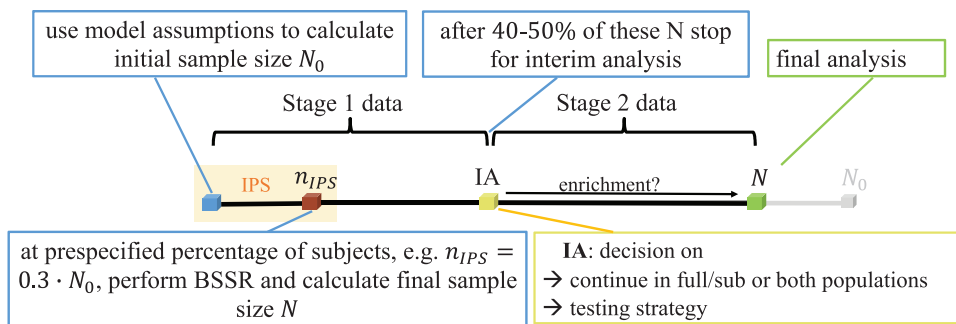 use model assumptions to calculate
initial sample size N₀
after 40-50% of these N stop
for interim analysis
final analysis
Stage 1 data
Stage 2 data
IPS
n_IPS
IA
enrichment?
N
N₀
at prespecified percentage of subjects, e.g. n_IPS =
0.3 · N₀, perform BSSR and calculate final sample
size N
IA: decision on
→ continue in full/sub or both populations
→ testing strategy